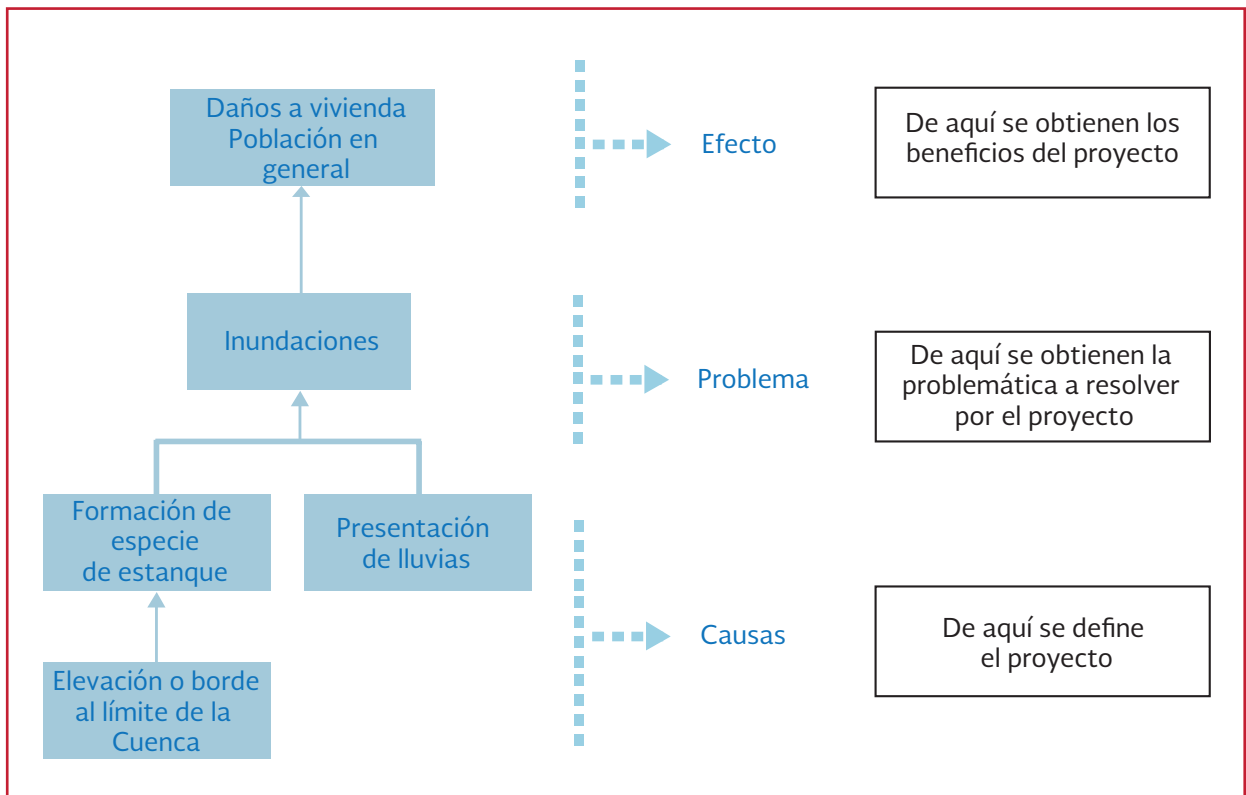 Daños a vivienda
Población en
general
Efecto
De aquí se obtienen los
beneficios del proyecto
Inundaciones
Problema
De aquí se obtienen la
problemática a resolver
por el proyecto
Formación de
especie
de estanque
Presentación
de lluvias
Elevación o borde
al límite de la
Cuenca
Causas
De aquí se define
el proyecto